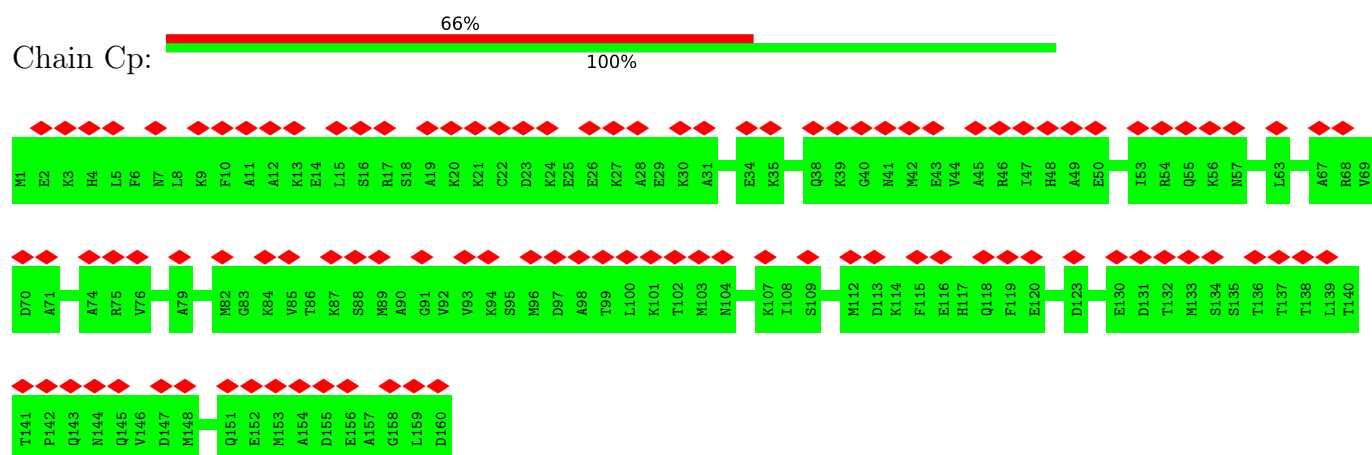 66%
Chain Cp:
100%
M1 E2 K3 H4 L5 F6 N7 L8 K9 F10 A11 A12 K13 E14 L15 S16 R17 S18 A19 K20 K21 C22 D23 K24 E25 E26 K27 A28 E29 K30 A31 E34 K35 Q38 K39 G40 N41 M42 E43 V44 A45 R46 I47 H48 A49 E50 I53 R54 Q55 K56 N57 L63 A67 R68 V69
D70 A71 A74 R75 V76 A79 M82 G83 K84 V85 T86 K87 S88 M89 A90 G91 V92 V93 K94 S95 M96 D97 A98 T99 L100 K101 T102 M103 N104 K107 I108 S109 M112 D113 K114 F115 E116 H117 Q118 F119 E120 D123 E130 D131 T132 M133 S134 S135 T136 T137 T138 L139 T140
T141 P142 Q143 N144 Q145 V146 D147 M148 Q151 E152 M153 A154 D155 E156 A157 G158 L159 D160